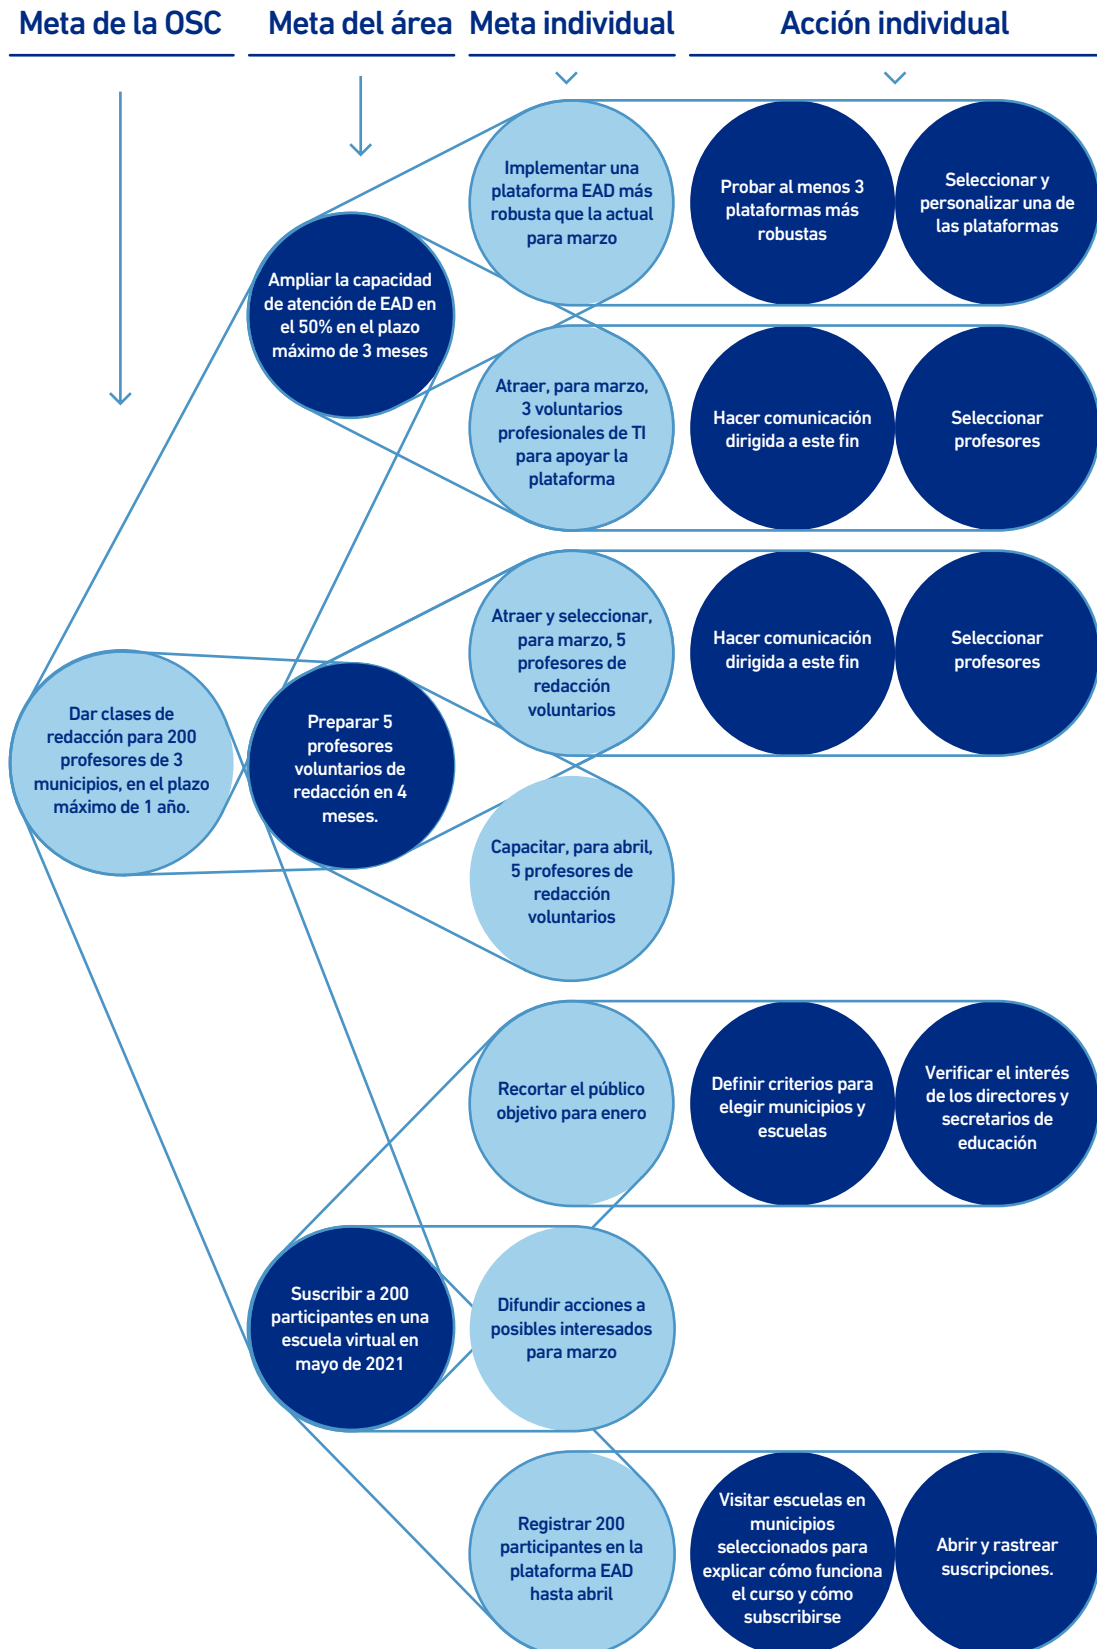 Meta de la OSC
Meta del área
Meta individual
Acción individual
Implementar una
plataforma EAD más
robusta que la actual
para marzo
Probar al menos 3
plataformas más
robustas
Seleccionar y
personalizar una de
las plataformas
Ampliar la capacidad
de atención de EAD en
el 50% en el plazo
máximo de 3 meses
Atraer, para marzo,
3 voluntarios
profesionales de TI
para apoyar la
plataforma
Hacer comunicación
dirigida a este fin
Seleccionar
profesores
Dar clases de
redacción para 200
profesores de 3
municipios, en el plazo
máximo de 1 año.
Preparar 5
profesores
voluntarios de
redacción en 4
meses.
Atraer y seleccionar,
para marzo, 5
profesores de
redacción
voluntarios
Hacer comunicación
dirigida a este fin
Seleccionar
profesores
Capacitar, para abril,
5 profesores de
redacción
voluntarios
Recortar el público
objetivo para enero
Definir criterios para
elegir municipios y
escuelas
Verificar el interés
de los directores y
secretarios de
educación
Suscribir a 200
participantes en una
escuela virtual en
mayo de 2021
Difundir acciones a
posibles interesados
para marzo
Registrar 200
participantes en la
plataforma EAD
hasta abril
Visitar escuelas en
municipios
seleccionados para
explicar cómo funciona
el curso y cómo
subscribirse
Abrir y rastrear
suscripciones.